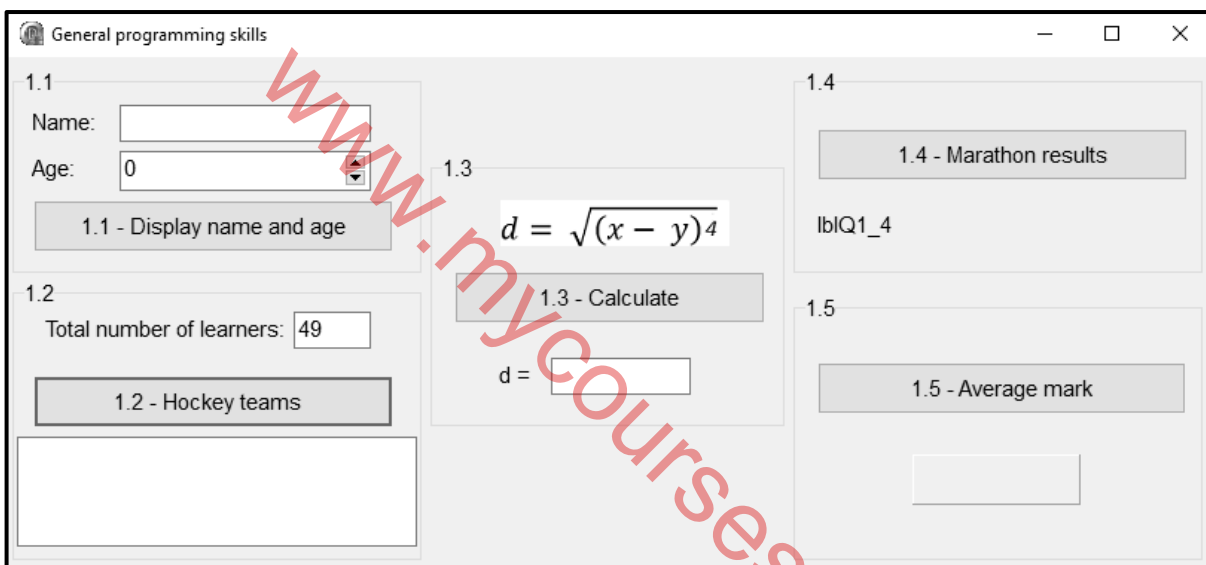 General programming skills
1.1
Name:
Age: 0
1.1 - Display name and age
1.2
Total number of learners: 49
1.2 - Hockey teams
1.3
d = √(x − y)⁴
1.3 - Calculate
d =
1.4
1.4 - Marathon results
lblQ1_4
1.5
1.5 - Average mark
www.mycourses